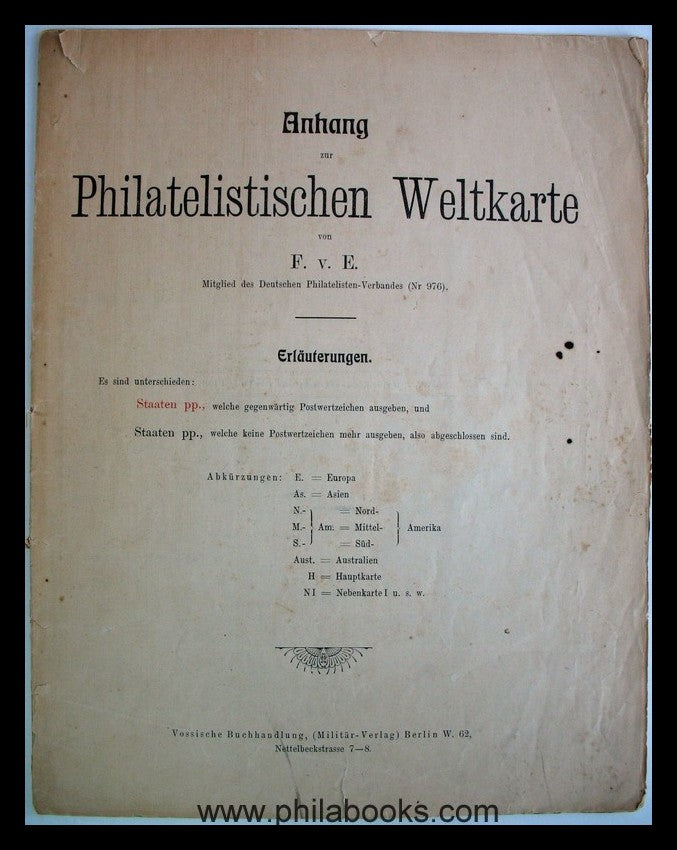 Anhang
zur
Philatelistischen Weltkarte
von
F. v. E.
Mitglied des Deutschen Philatelisten-Verbandes (Nr 976).
Erläuterungen.
Es sind unterschieden:
Staaten pp., welche gegenwärtig Postwertzeichen ausgeben, und
Staaten pp., welche keine Postwertzeichen mehr ausgeben, also abgeschlossen sind.
Abkürzungen: E. = Europa
As. = Asien
N.- = Nord-
M.- Am. = Mittel- Amerika
S.- = Süd-
Aust. = Australien
H = Hauptkarte
N I = Nebenkarte I u. s. w.
Vossische Buchhandlung, (Militär-Verlag) Berlin W. 62,
Nettelbeckstrasse 7—8.
www.philabooks.com